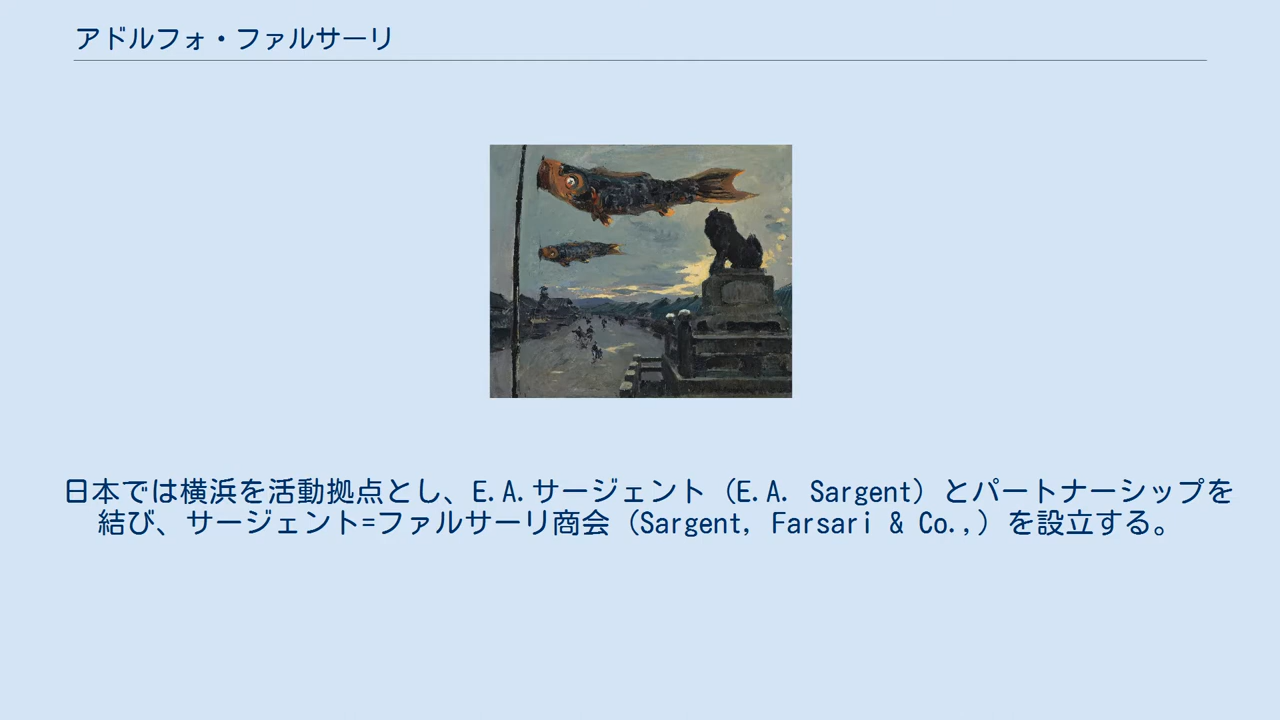 アドルフォ・ファルサーリ
日本では横浜を活動拠点とし、E.A.サージェント（E.A. Sargent）とパートナーシップを
結び、サージェント=ファルサーリ商会（Sargent, Farsari & Co.,）を設立する。